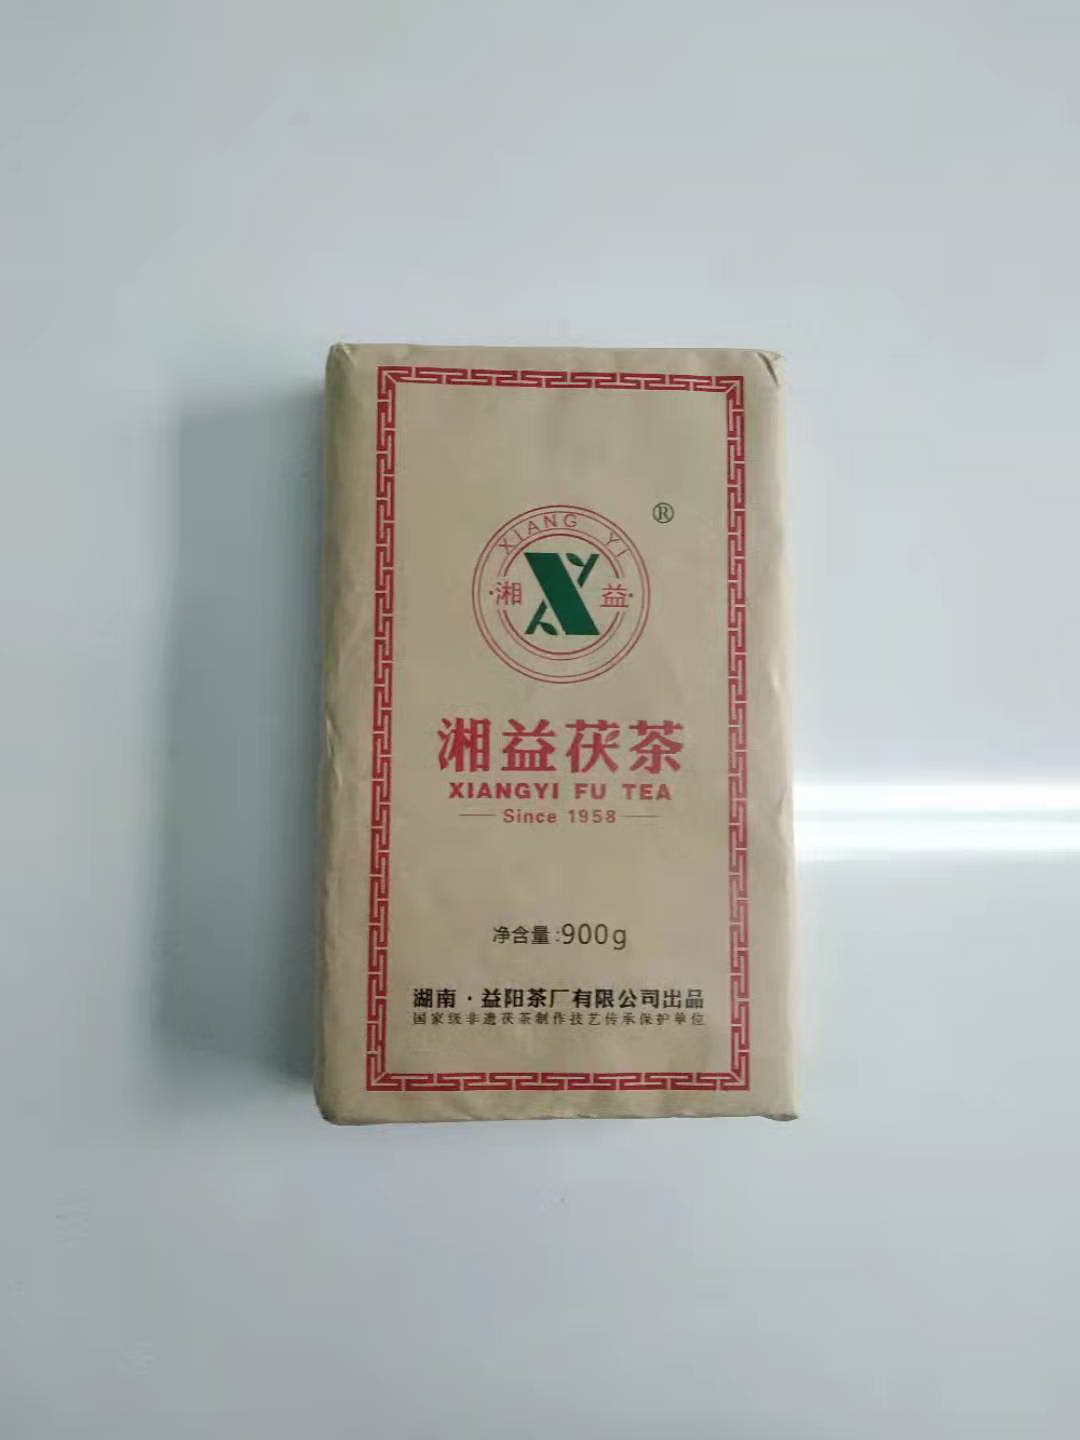 ®
XIANG YI
湘 益
湘益茯茶
XIANGYI FU TEA
Since 1958
净含量:900g
湖南·益阳茶厂有限公司出品
国家级非遗茯茶制作技艺传承保护单位